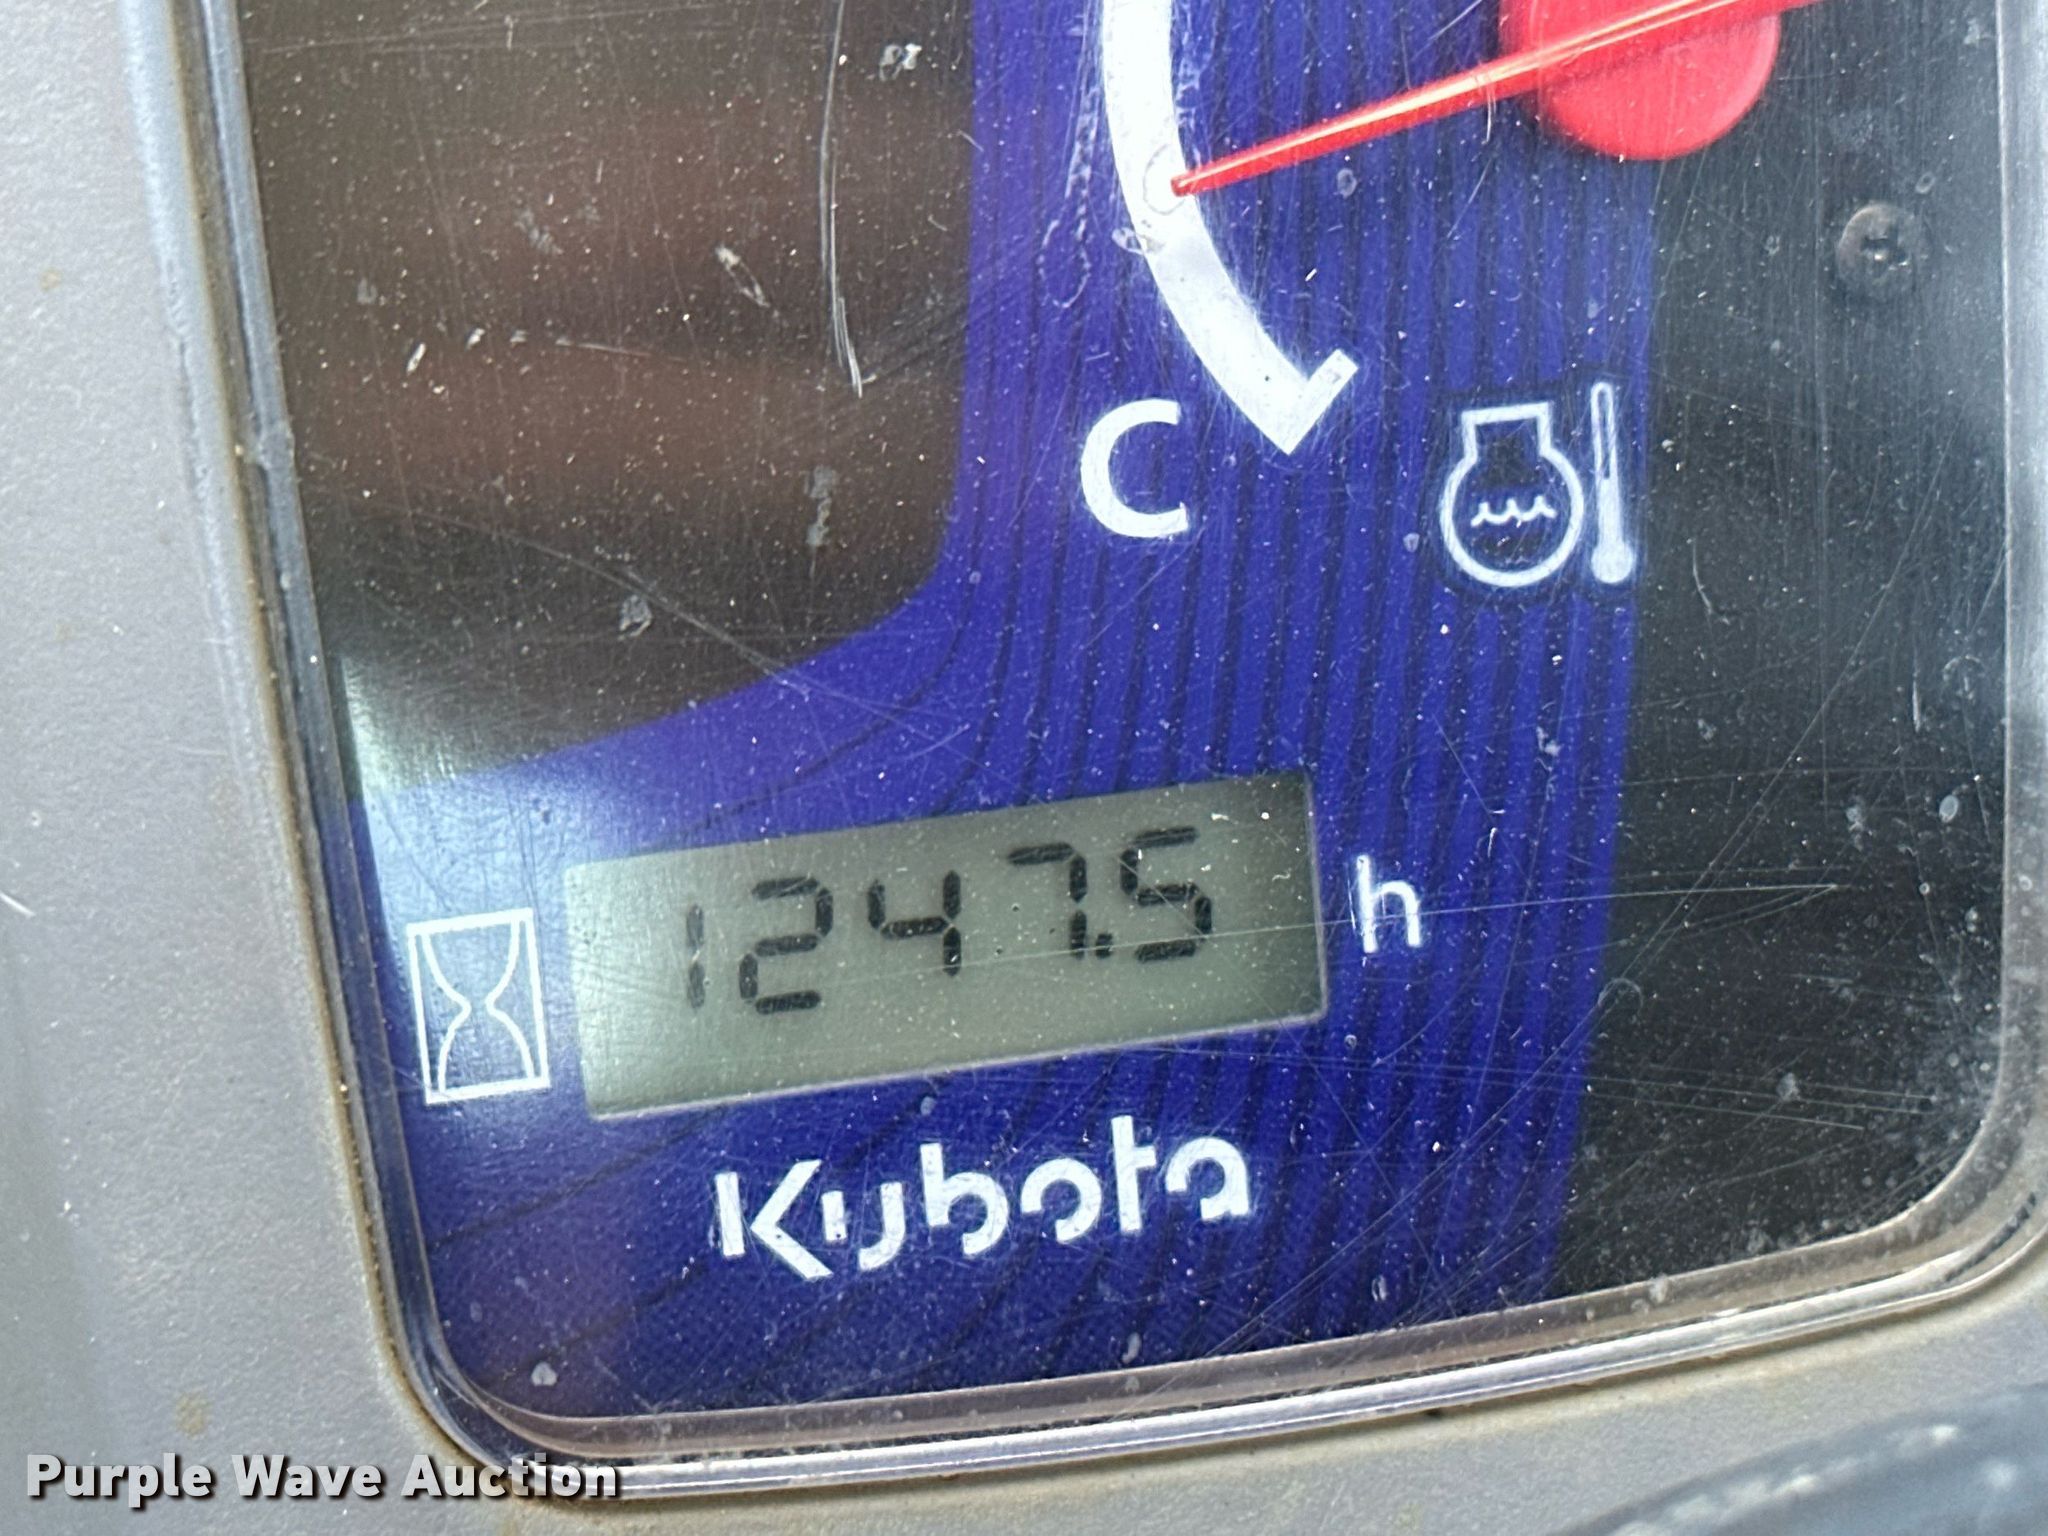 C
1247.5 h
Kubota
Purple Wave Auction